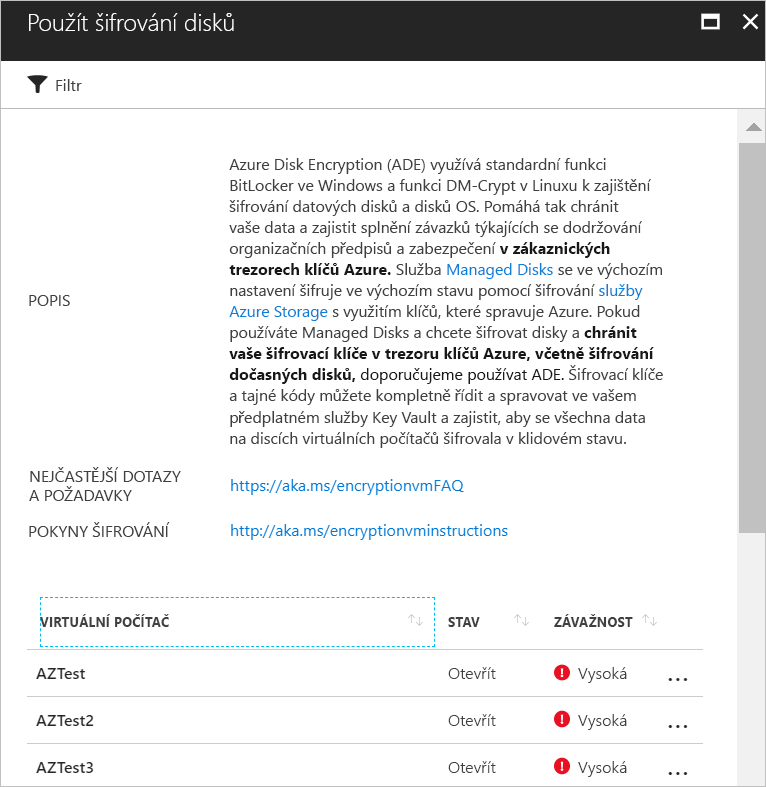 Použít šifrování disků
Filtr
POPIS
Azure Disk Encryption (ADE) využívá standardní funkci
BitLocker ve Windows a funkci DM-Crypt v Linuxu k zajištění
šifrování datových disků a disků OS. Pomáhá tak chránit
vaše data a zajistit splnění závazků týkajících se dodržování
organizačních předpisů a zabezpečení v zákaznických
trezorech klíčů Azure. Služba Managed Disks se ve výchozím
nastavení šifruje ve výchozím stavu pomocí šifrování služby
Azure Storage s využitím klíčů, které spravuje Azure. Pokud
používáte Managed Disks a chcete šifrovat disky a chránit
vaše šifrovací klíče v trezoru klíčů Azure, včetně šifrování
dočasných disků, doporučujeme používat ADE. Šifrovací klíče
a tajné kódy můžete kompletně řídit a spravovat ve vašem
předplatném služby Key Vault a zajistit, aby se všechna data
na discích virtuálních počítačů šifrovala v klidovém stavu.
NEJČASTĚJŠÍ DOTAZY
A POŽADAVKY
https://aka.ms/encryptionvmFAQ
POKYNY ŠIFROVÁNÍ
http://aka.ms/encryptionvminstructions
VIRTUÁLNÍ POČÍTAČ STAV ZÁVAŽNOST
AZTest Otevřít Vysoká ...
AZTest2 Otevřít Vysoká ...
AZTest3 Otevřít Vysoká ...